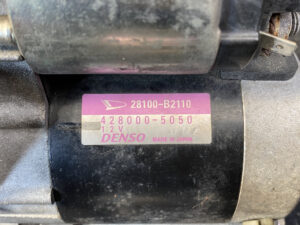 28100-B2110
428000-5050
12V
DENSO MADE IN JAPAN